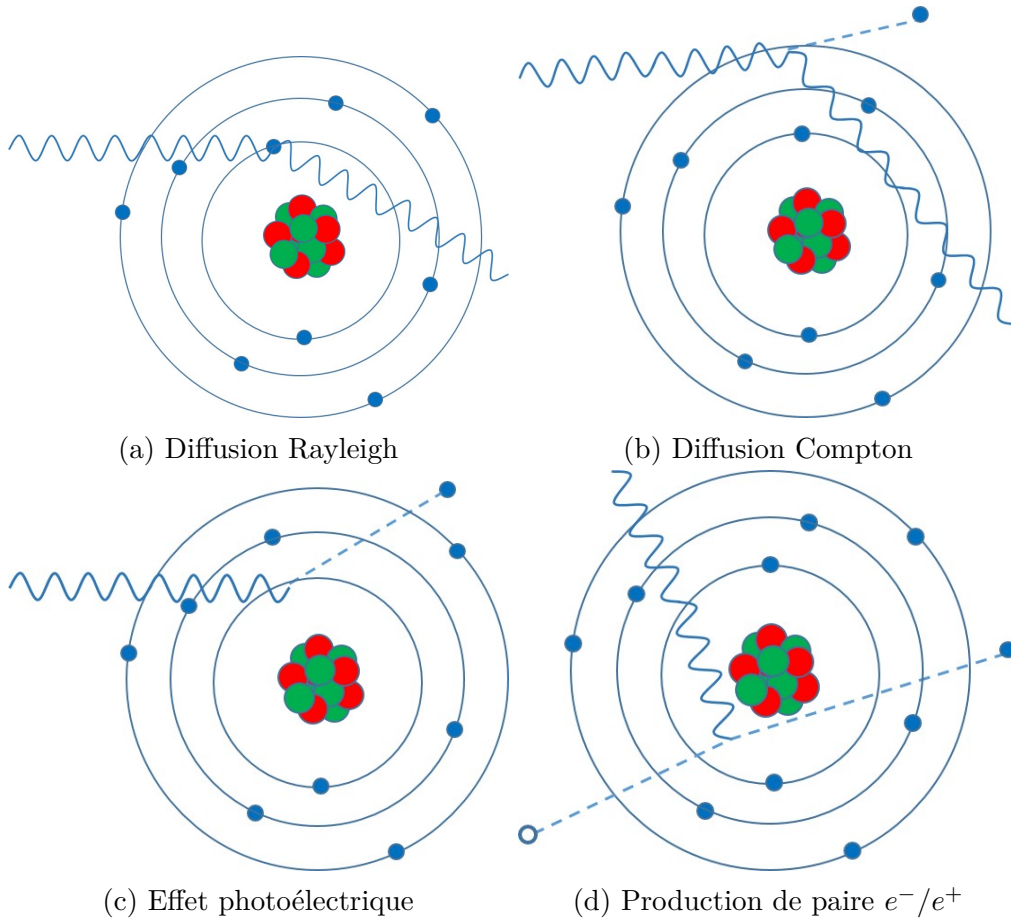 (a) Diffusion Rayleigh
(b) Diffusion Compton
(c) Effet photoélectrique
(d) Production de paire e⁻/e⁺